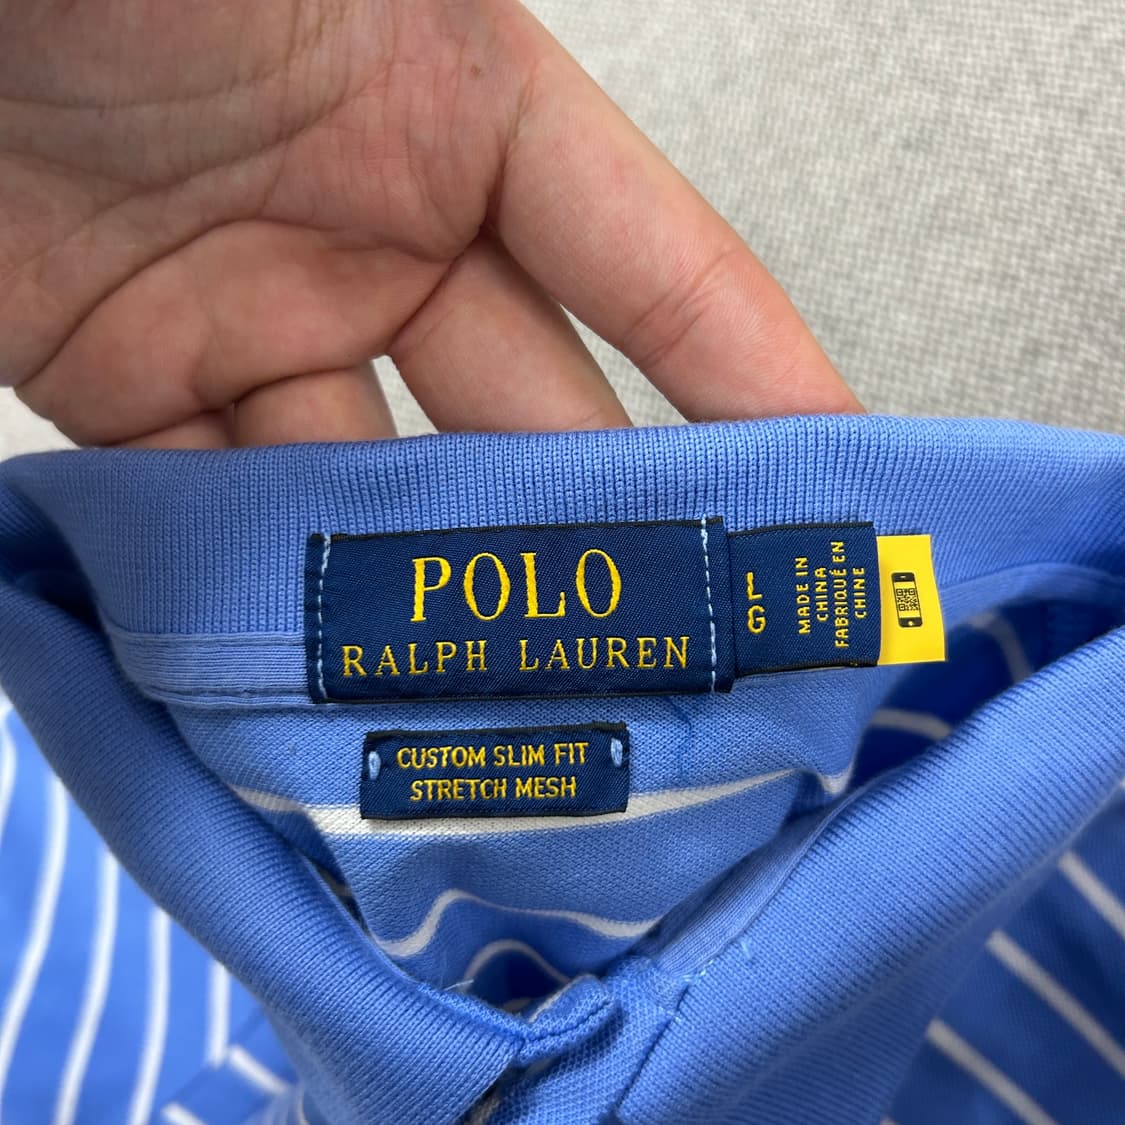 POLO
RALPH LAUREN
L
G
MADE IN
CHINA
FABRIQUÉ EN
CHINE
CUSTOM SLIM FIT
STRETCH MESH